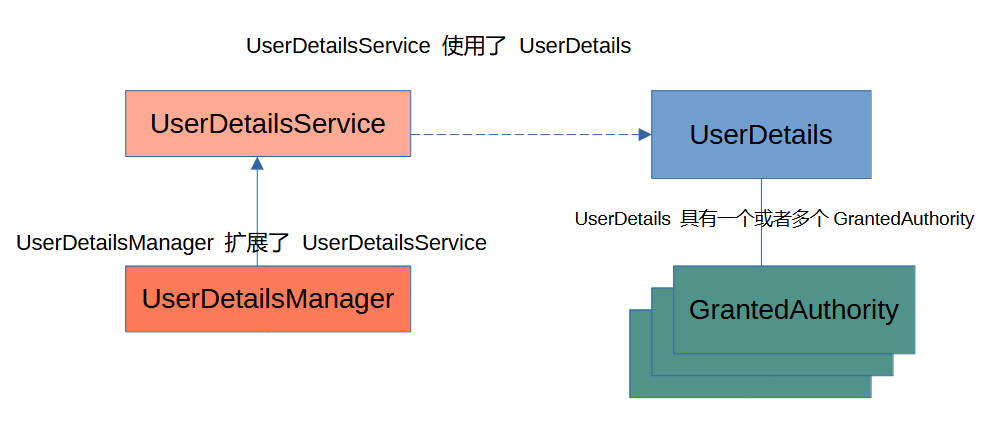 UserDetailsService 使用了 UserDetails
UserDetailsService
UserDetails
UserDetails 具有一个或者多个 GrantedAuthority
UserDetailsManager 扩展了 UserDetailsService
UserDetailsManager
GrantedAuthority